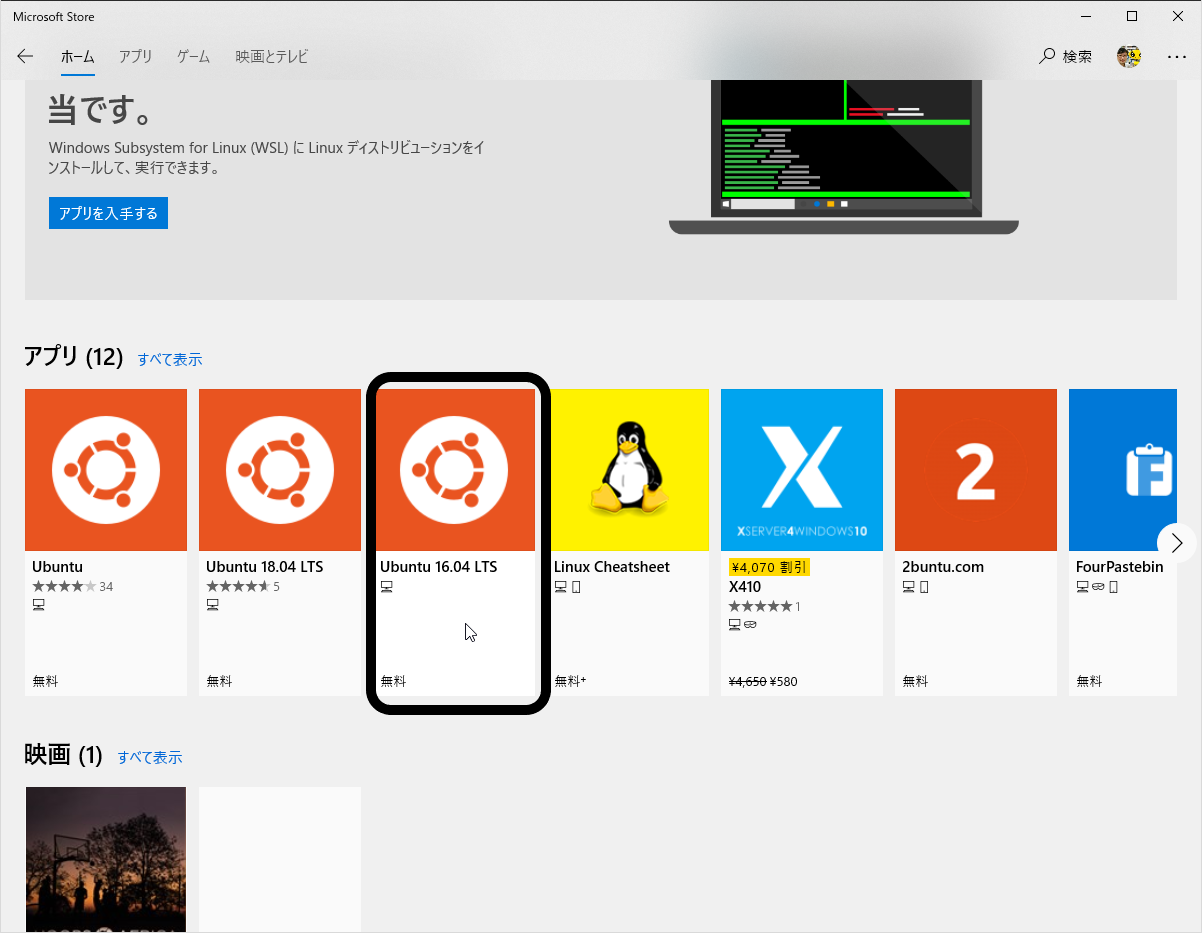 Microsoft Store
ホーム アプリ ゲーム 映画とテレビ 検索
当です。
Windows Subsystem for Linux (WSL) に Linux ディストリビューションをイ
ンストールして、実行できます。
アプリを入手する
アプリ (12) すべて表示
XSERVER4WINDOWS10
2
F
Ubuntu
34
無料
Ubuntu 18.04 LTS
5
無料
Ubuntu 16.04 LTS
無料
Linux Cheatsheet
無料+
¥4,070 割引
X410
1
¥4,650 ¥580
2buntu.com
無料
FourPastebin
無料
映画 (1) すべて表示